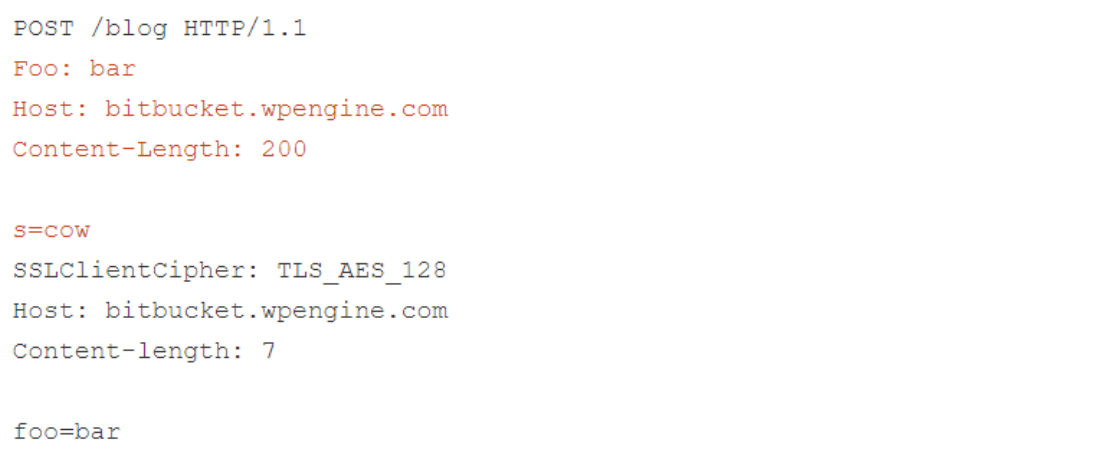 POST /blog HTTP/1.1
Foo: bar
Host: bitbucket.wpengine.com
Content-Length: 200
s=cow
SSLClientCipher: TLS_AES_128
Host: bitbucket.wpengine.com
Content-length: 7
foo=bar